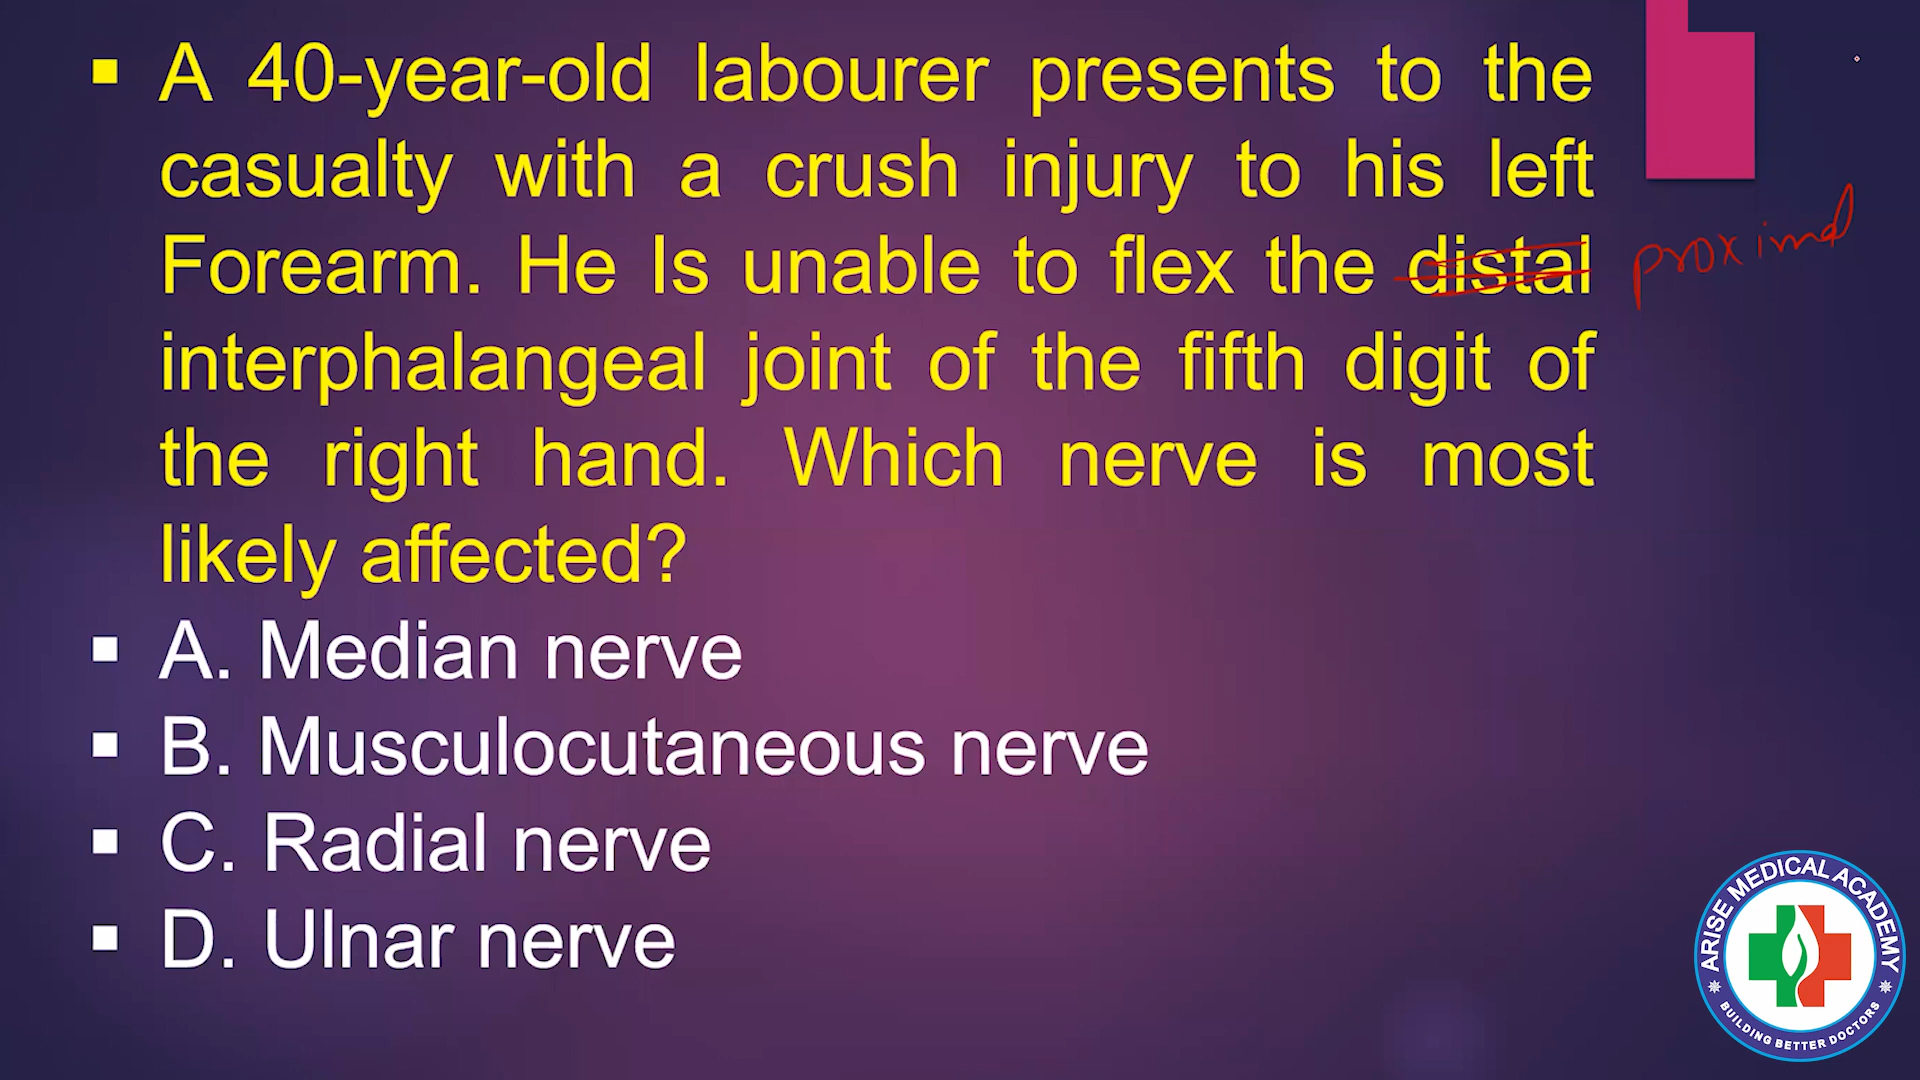 A 40-year-old labourer presents to the
casualty with a crush injury to his left
Forearm. He Is unable to flex the distal proximal
interphalangeal joint of the fifth digit of
the right hand. Which nerve is most
likely affected?
A. Median nerve
B. Musculocutaneous nerve
C. Radial nerve
D. Ulnar nerve
ARISE MEDICAL ACADEMY
BUILDING BETTER DOCTORS